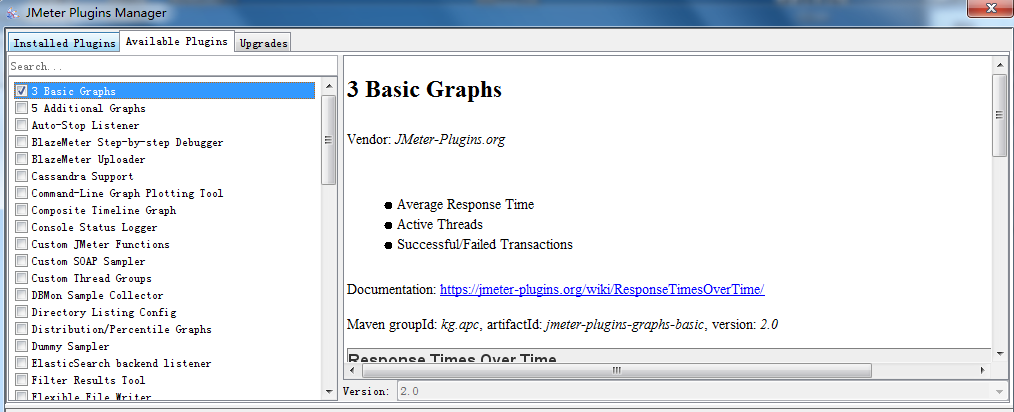 JMeter Plugins Manager
Installed Plugins
Available Plugins
Upgrades
Search...
3 Basic Graphs
5 Additional Graphs
Auto-Stop Listener
BlazeMeter Step-by-step Debugger
BlazeMeter Uploader
Cassandra Support
Command-Line Graph Plotting Tool
Composite Timeline Graph
Console Status Logger
Custom JMeter Functions
Custom SOAP Sampler
Custom Thread Groups
DBMon Sample Collector
Directory Listing Config
Distribution/Percentile Graphs
Dummy Sampler
ElasticSearch backend listener
Filter Results Tool
Flexible File Writer
3 Basic Graphs
Vendor: JMeter-Plugins.org
Average Response Time
Active Threads
Successful/Failed Transactions
Documentation: https://jmeter-plugins.org/wiki/ResponseTimesOverTime/
Maven groupId: kg.apc, artifactId: jmeter-plugins-graphs-basic, version: 2.0
Response Times Over Time
Version: 2.0